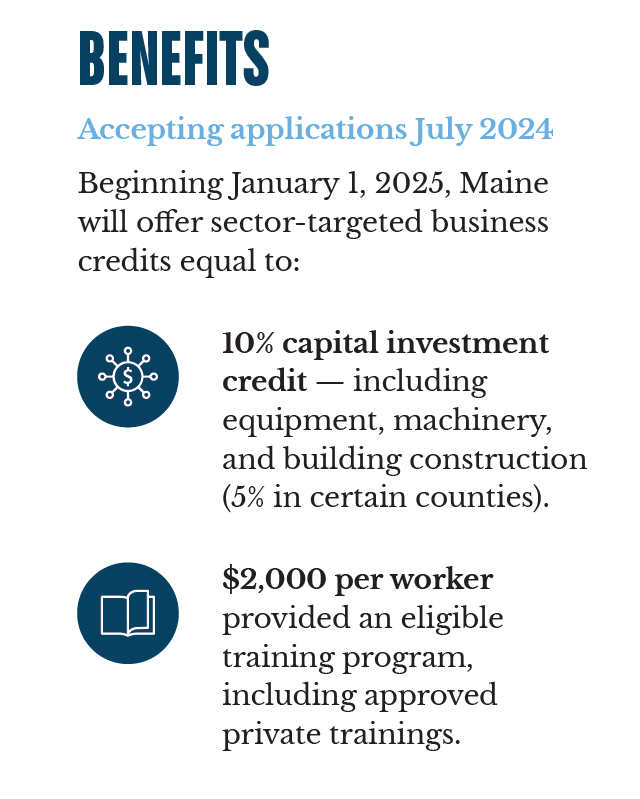 BENEFITS
Accepting applications July 2024
Beginning January 1, 2025, Maine
will offer sector-targeted business
credits equal to:
$
10% capital investment
credit — including
equipment, machinery,
and building construction
(5% in certain counties).
$2,000 per worker
provided an eligible
training program,
including approved
private trainings.